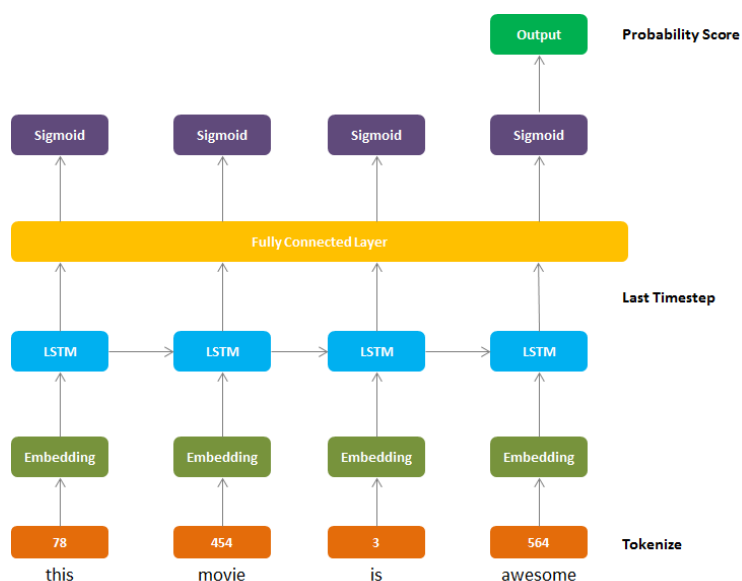 Output Probability Score
Sigmoid Sigmoid Sigmoid Sigmoid
Fully Connected Layer
Last Timestep
LSTM LSTM LSTM LSTM
Embedding Embedding Embedding Embedding
78 454 3 564 Tokenize
this movie is awesome